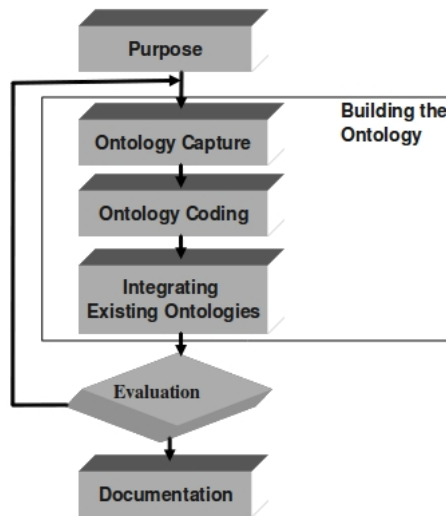 Purpose
Building the
Ontology
Ontology Capture
Ontology Coding
Integrating
Existing Ontologies
Evaluation
Documentation